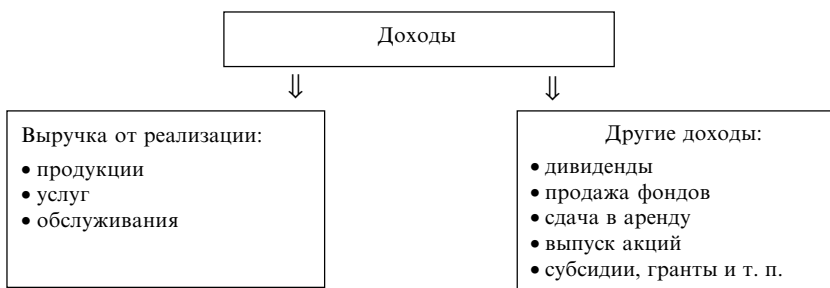 Доходы
Выручка от реализации:
• продукции
• услуг
• обслуживания
Другие доходы:
• дивиденды
• продажа фондов
• сдача в аренду
• выпуск акций
• субсидии, гранты и т. п.